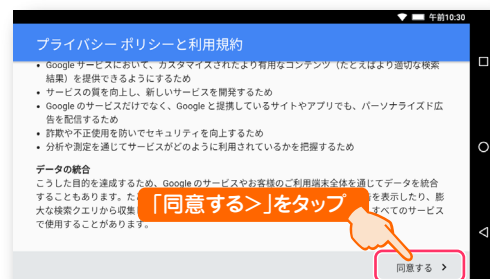 午前10:30
プライバシー ポリシーと利用規約
• Google サービスにおいて、カスタマイズされたより有用なコンテンツ（たとえばより適切な検索
結果）を提供できるようにするため
• サービスの質を向上し、新しいサービスを開発するため
• Google のサービスだけでなく、Google と提携しているサイトやアプリでも、パーソナライズド広
告を配信するため
• 詐欺や不正使用を防いでセキュリティを向上するため
• 分析や測定を通じてサービスがどのように利用されているかを把握するため
データの統合
こうした目的を達成するため、Google のサービスやお客様のご利用端末全体を通じてデータを統合
することもあります。た を表示したり、膨
大な検索クエリから収集 すべてのサービス
で使用することがあります。
「同意する>」をタップ
同意する >